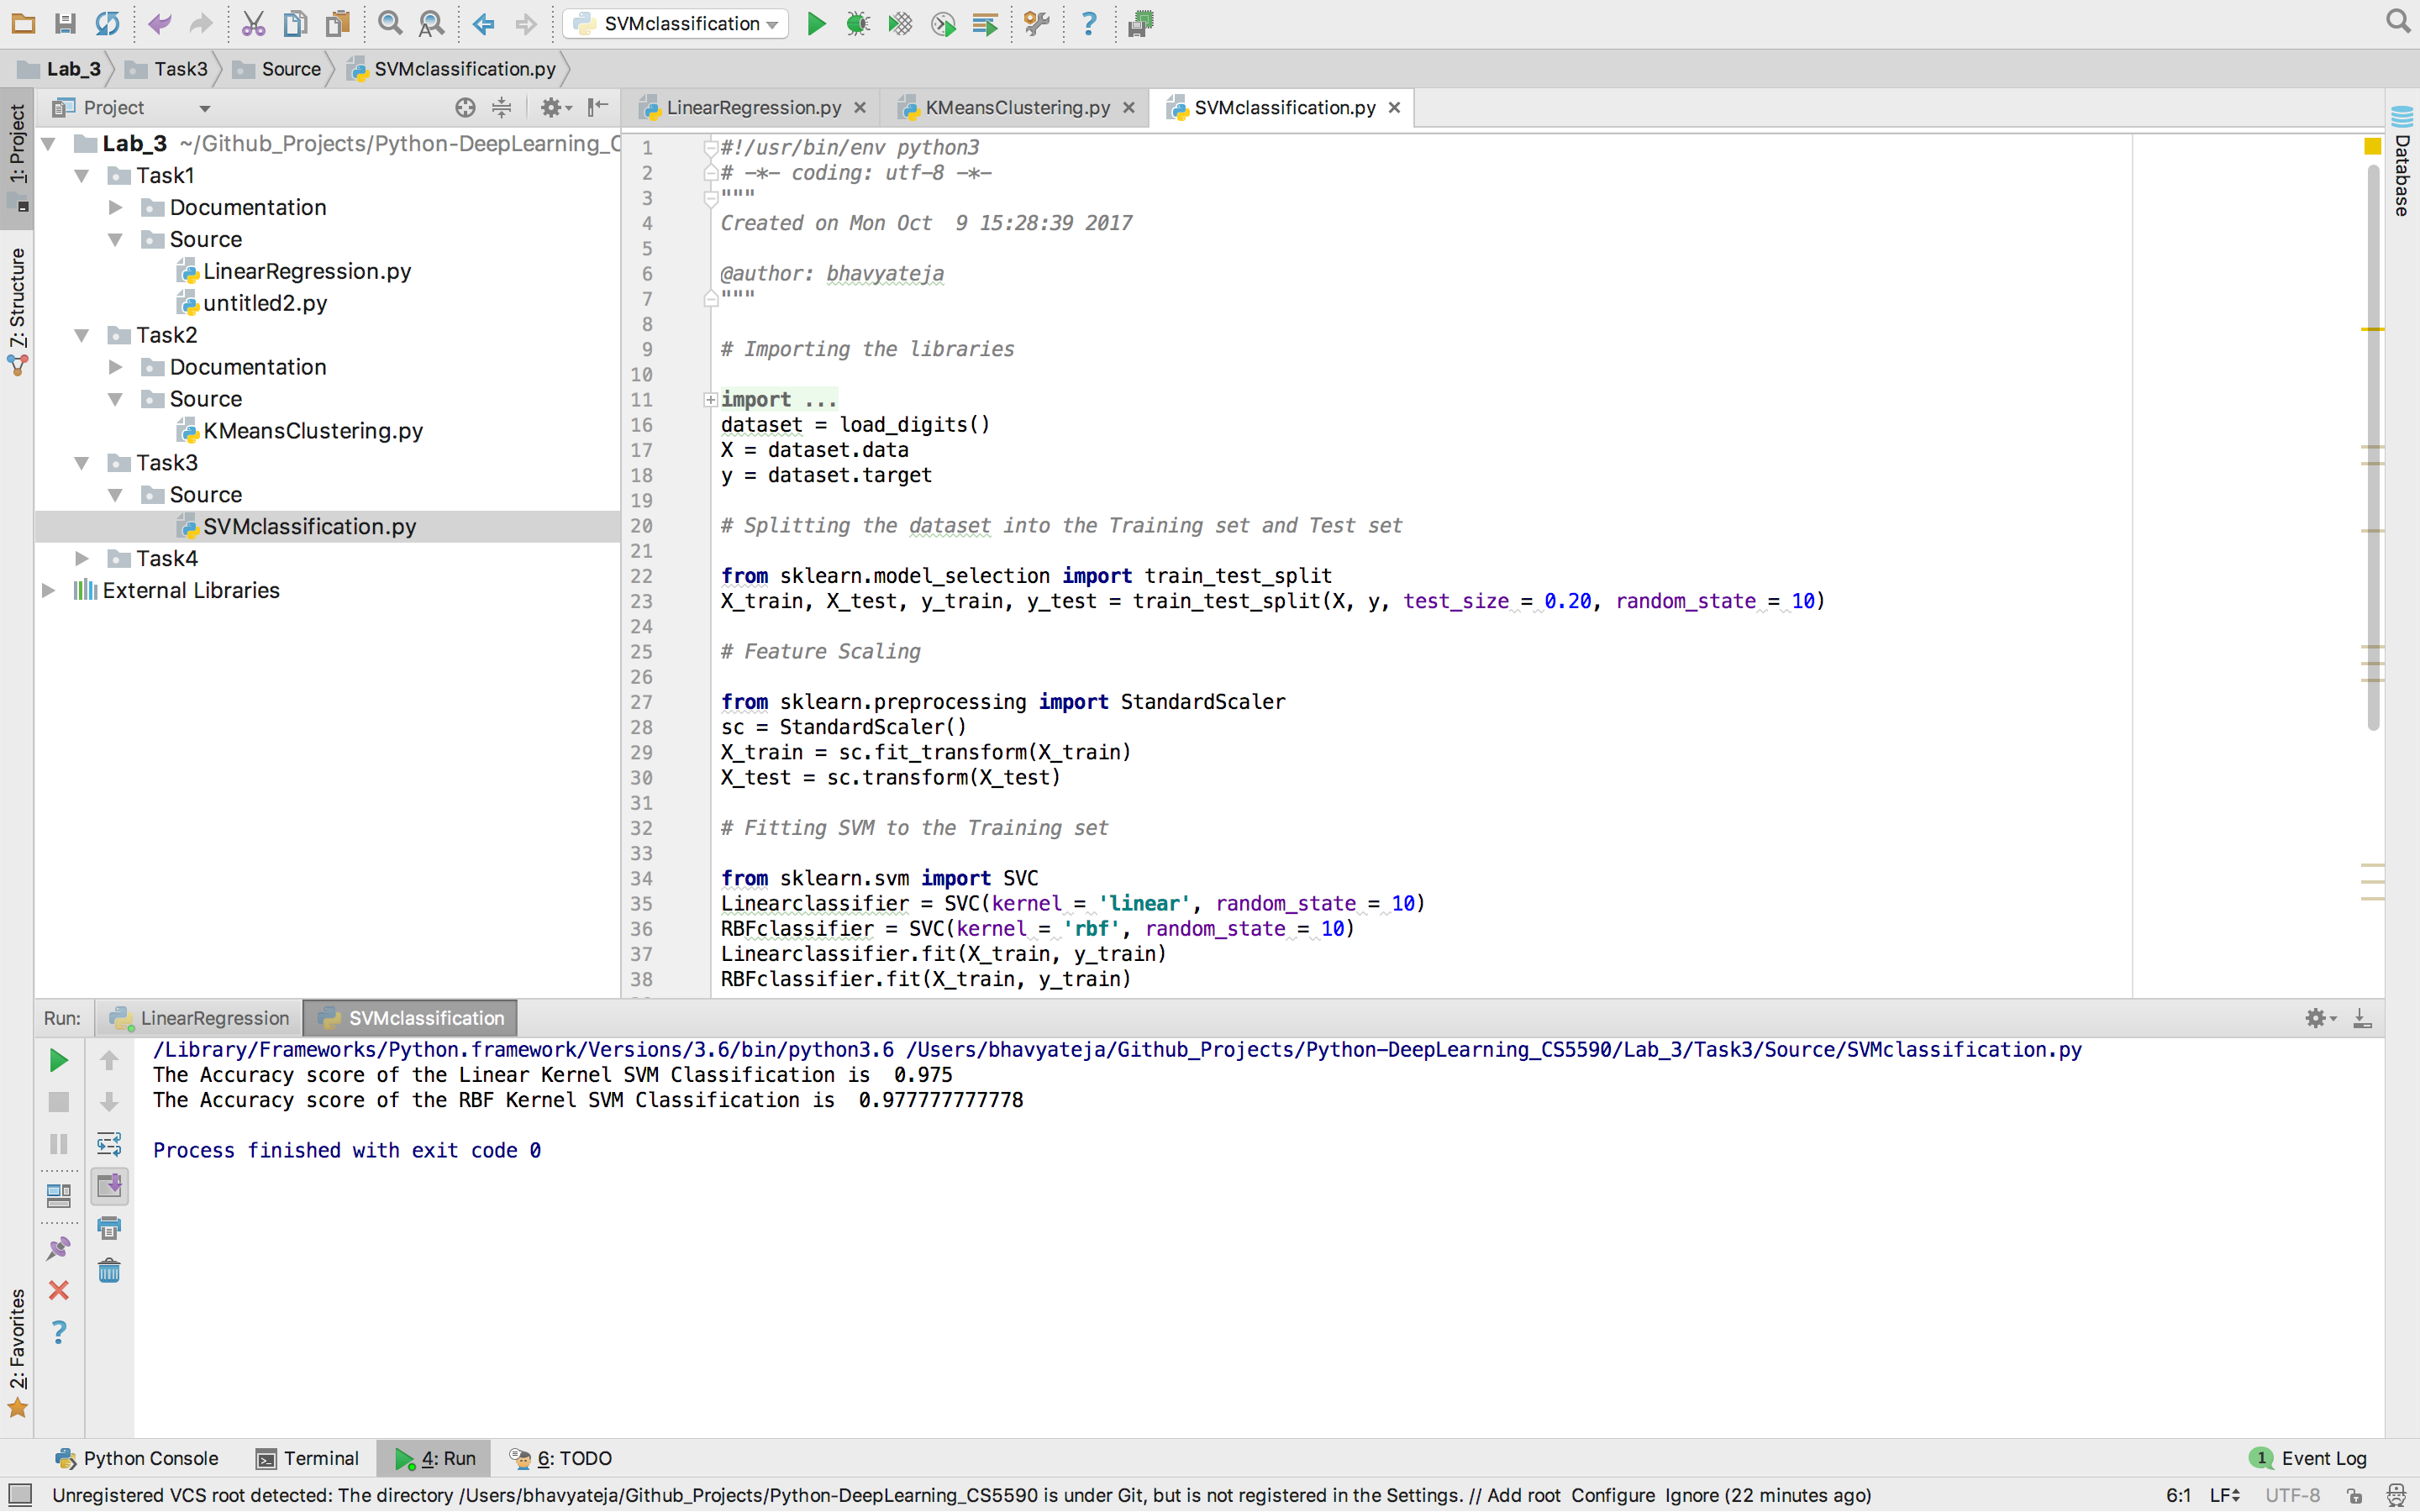 SVMclassification
Lab_3 Task3 Source SVMclassification.py
1: Project
7: Structure
2: Favorites
Project
Lab_3 ~/Github_Projects/Python-DeepLearning_C
Task1
Documentation
Source
LinearRegression.py
untitled2.py
Task2
Documentation
Source
KMeansClustering.py
Task3
Source
SVMclassification.py
Task4
External Libraries
LinearRegression.py KMeansClustering.py SVMclassification.py
1 #!/usr/bin/env python3
2 # -*- coding: utf-8 -*-
3 """
4 Created on Mon Oct  9 15:28:39 2017
5
6 @author: bhavyateja
7 """
8
9 # Importing the libraries
10
11 import ...
16 dataset = load_digits()
17 X = dataset.data
18 y = dataset.target
19
20 # Splitting the dataset into the Training set and Test set
21
22 from sklearn.model_selection import train_test_split
23 X_train, X_test, y_train, y_test = train_test_split(X, y, test_size = 0.20, random_state = 10)
24
25 # Feature Scaling
26
27 from sklearn.preprocessing import StandardScaler
28 sc = StandardScaler()
29 X_train = sc.fit_transform(X_train)
30 X_test = sc.transform(X_test)
31
32 # Fitting SVM to the Training set
33
34 from sklearn.svm import SVC
35 Linearclassifier = SVC(kernel = 'linear', random_state = 10)
36 RBFclassifier = SVC(kernel = 'rbf', random_state = 10)
37 Linearclassifier.fit(X_train, y_train)
38 RBFclassifier.fit(X_train, y_train)
Database
Run: LinearRegression SVMclassification
/Library/Frameworks/Python.framework/Versions/3.6/bin/python3.6 /Users/bhavyateja/Github_Projects/Python-DeepLearning_CS5590/Lab_3/Task3/Source/SVMclassification.py
The Accuracy score of the Linear Kernel SVM Classification is  0.975
The Accuracy score of the RBF Kernel SVM Classification is  0.977777777778
Process finished with exit code 0
Python Console Terminal 4: Run 6: TODO 1 Event Log
Unregistered VCS root detected: The directory /Users/bhavyateja/Github_Projects/Python-DeepLearning_CS5590 is under Git, but is not registered in the Settings. // Add root Configure Ignore (22 minutes ago) 6:1 LF UTF-8